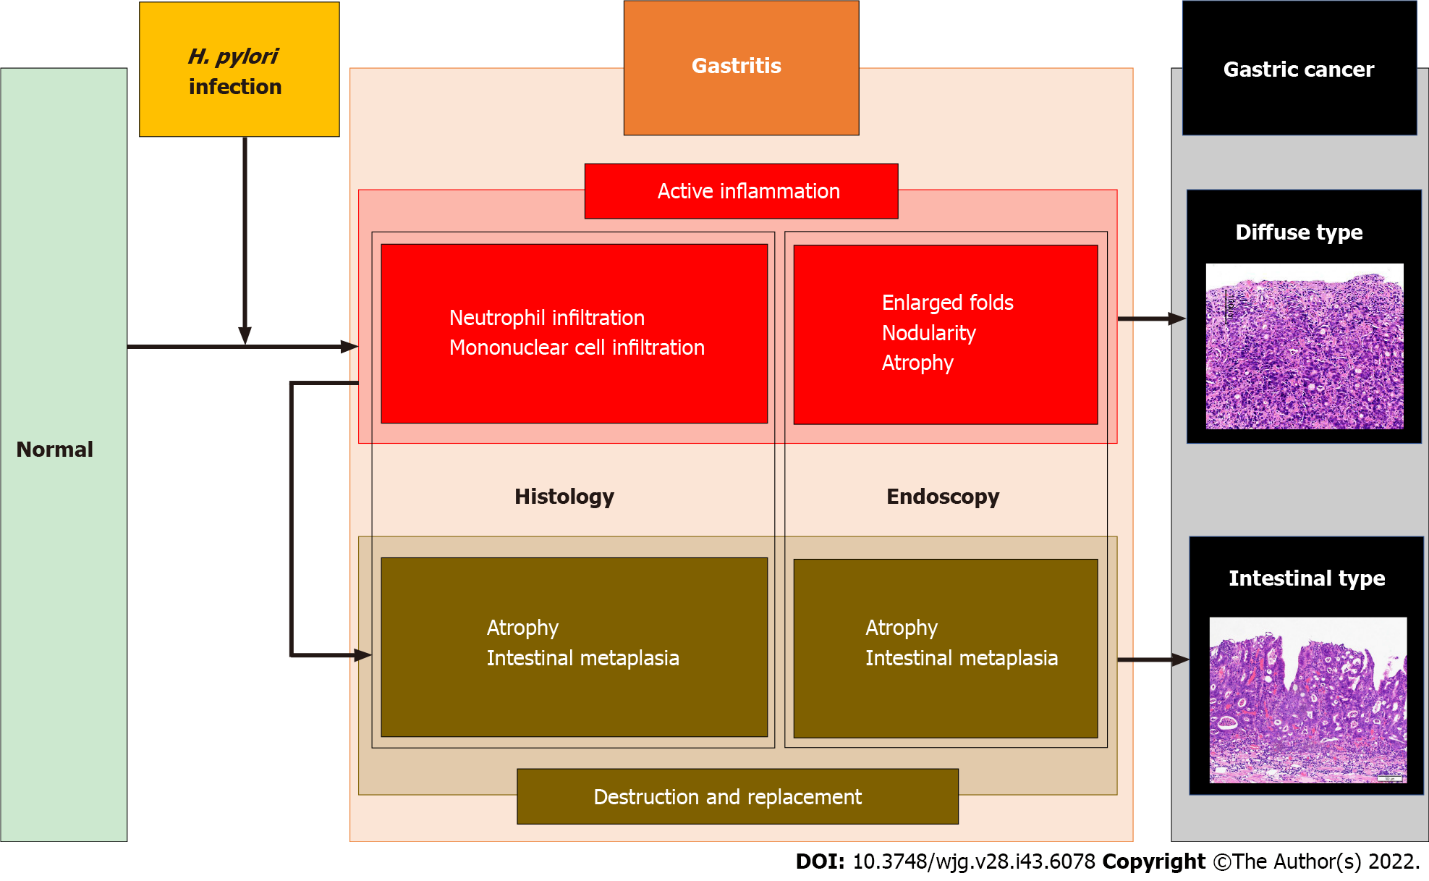 H. pylori
infection
Gastritis
Gastric cancer
Active inflammation
Neutrophil infiltration
Mononuclear cell infiltration
Enlarged folds
Nodularity
Atrophy
Diffuse type
Normal
Histology
Endoscopy
Atrophy
Intestinal metaplasia
Atrophy
Intestinal metaplasia
Intestinal type
Destruction and replacement
DOI: 10.3748/wjg.v28.i43.6078 Copyright ©The Author(s) 2022.